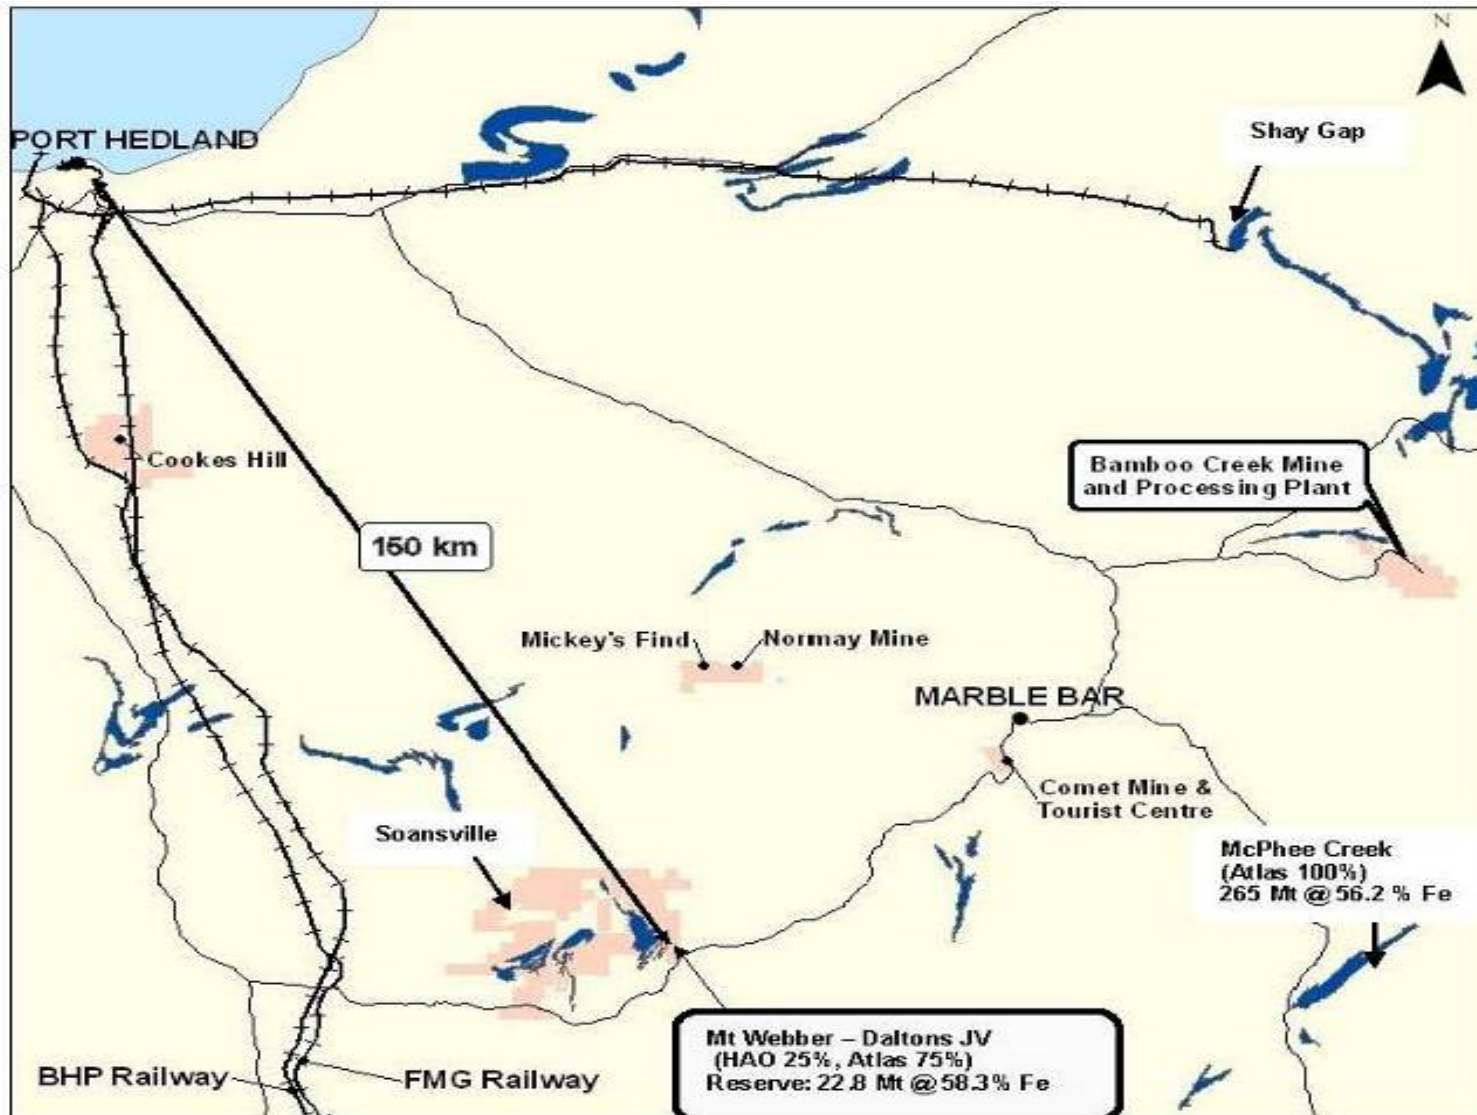 N
PORT HEDLAND
Shay Gap
Cookes Hill
Bamboo Creek Mine
and Processing Plant
150 km
Mickey's Find
Normay Mine
MARBLE BAR
Comet Mine &
Tourist Centre
Soansville
McPhee Creek
(Atlas 100%)
265 Mt @ 56.2 % Fe
Mt Webber – Daltons JV
(HAO 25%, Atlas 75%)
Reserve: 22.8 Mt @ 58.3% Fe
BHP Railway
FMG Railway